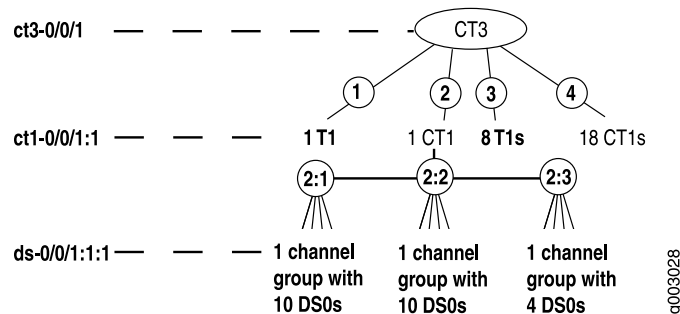 ct3-0/0/1
CT3
1
2
3
4
ct1-0/0/1:1
1 T1
1 CT1
8 T1s
18 CT1s
2:1
2:2
2:3
ds-0/0/1:1:1
1 channel
group with
10 DS0s
1 channel
group with
10 DS0s
1 channel
group with
4 DS0s
g003028